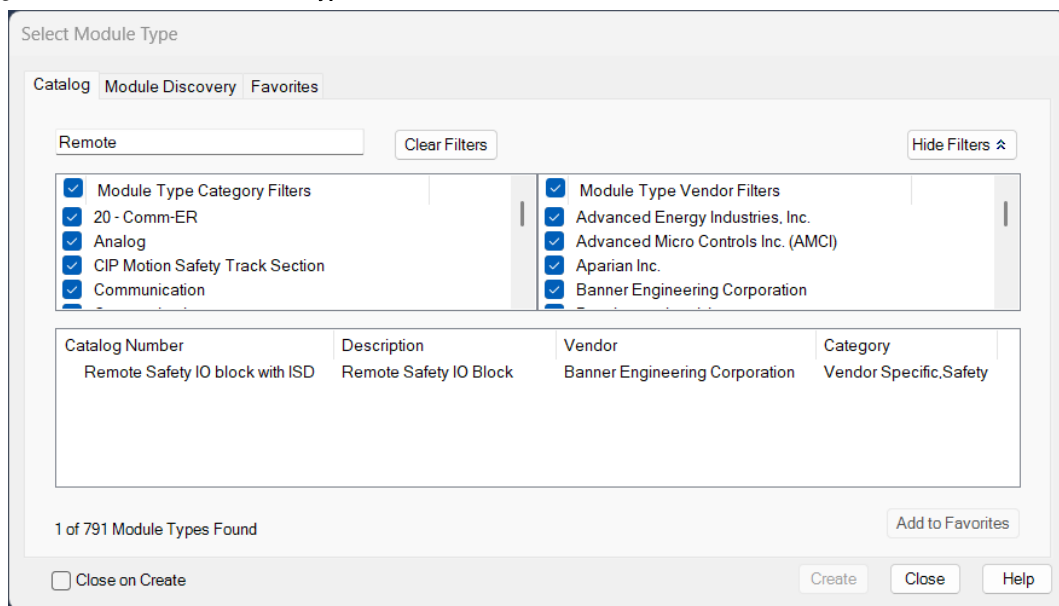 Select Module Type
Catalog Module Discovery Favorites
Remote Clear Filters Hide Filters
Module Type Category Filters
20 - Comm-ER
Analog
CIP Motion Safety Track Section
Communication
Module Type Vendor Filters
Advanced Energy Industries, Inc.
Advanced Micro Controls Inc. (AMCI)
Aparian Inc.
Banner Engineering Corporation
Catalog Number Description Vendor Category
Remote Safety IO block with ISD Remote Safety IO Block Banner Engineering Corporation Vendor Specific,Safety
1 of 791 Module Types Found Add to Favorites
Close on Create Create Close Help